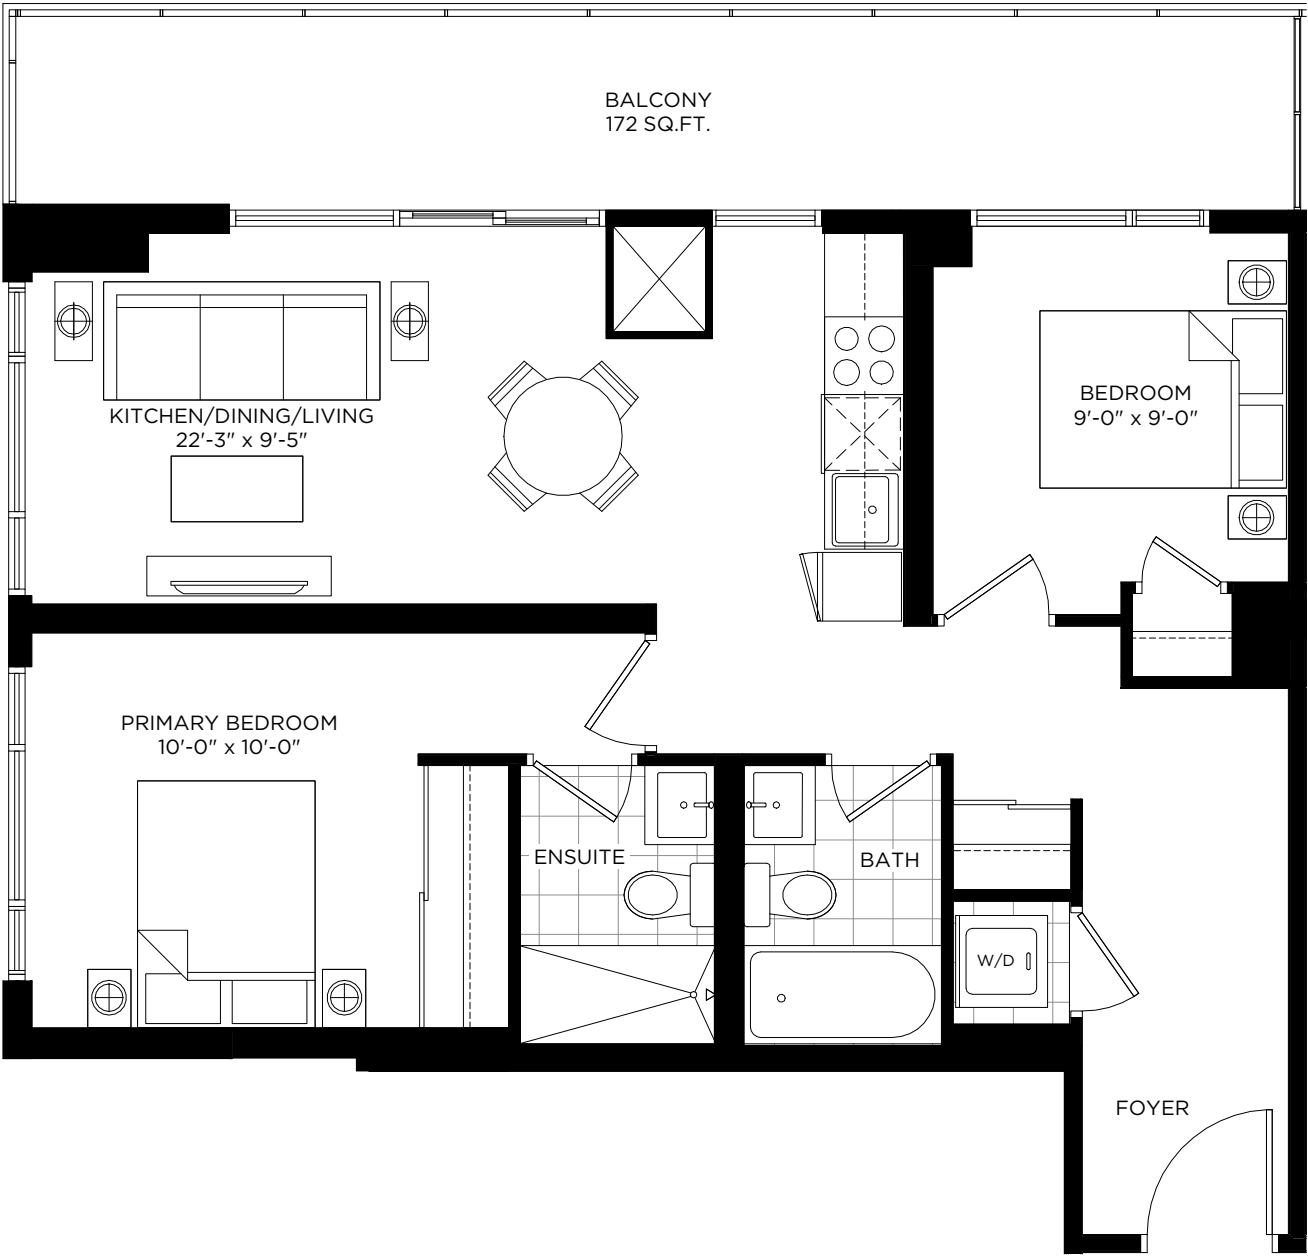 BALCONY
172 SQ.FT.
KITCHEN/DINING/LIVING
22'-3" x 9'-5"
BEDROOM
9'-0" x 9'-0"
PRIMARY BEDROOM
10'-0" x 10'-0"
ENSUITE
BATH
W/D
FOYER